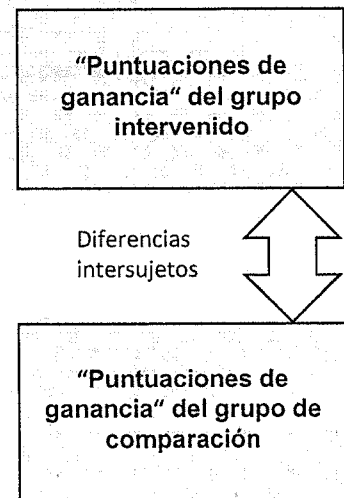 “Puntuaciones de
ganancia“ del grupo
intervenido
Diferencias
intersujetos
“Puntuaciones de
ganancia“ del grupo de
comparación